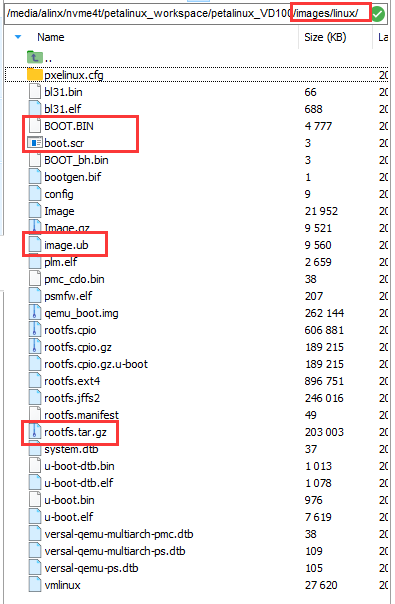 /media/alinx/nvme4t/petalinux_workspace/petalinux_VD100/images/linux/
Name Size (KB)
..
pxelinux.cfg 20
bl31.bin 66 20
bl31.elf 688 20
BOOT.BIN 4 777 20
boot.scr 3 20
BOOT_bh.bin 3 20
bootgen.bif 1 20
config 9 20
Image 21 952 20
Image.gz 9 521 20
image.ub 9 560 20
plm.elf 2 659 20
pmc_cdo.bin 38 20
psmfw.elf 207 20
qemu_boot.img 262 144 20
rootfs.cpio 606 881 20
rootfs.cpio.gz 189 215 20
rootfs.cpio.gz.u-boot 189 215 20
rootfs.ext4 896 751 20
rootfs.jffs2 246 016 20
rootfs.manifest 49 20
rootfs.tar.gz 203 003 20
system.dtb 37 20
u-boot-dtb.bin 1 013 20
u-boot-dtb.elf 1 078 20
u-boot.bin 976 20
u-boot.elf 7 619 20
versal-qemu-multiarch-pmc.dtb 38 20
versal-qemu-multiarch-ps.dtb 109 20
versal-qemu-ps.dtb 105 20
vmlinux 27 620 20